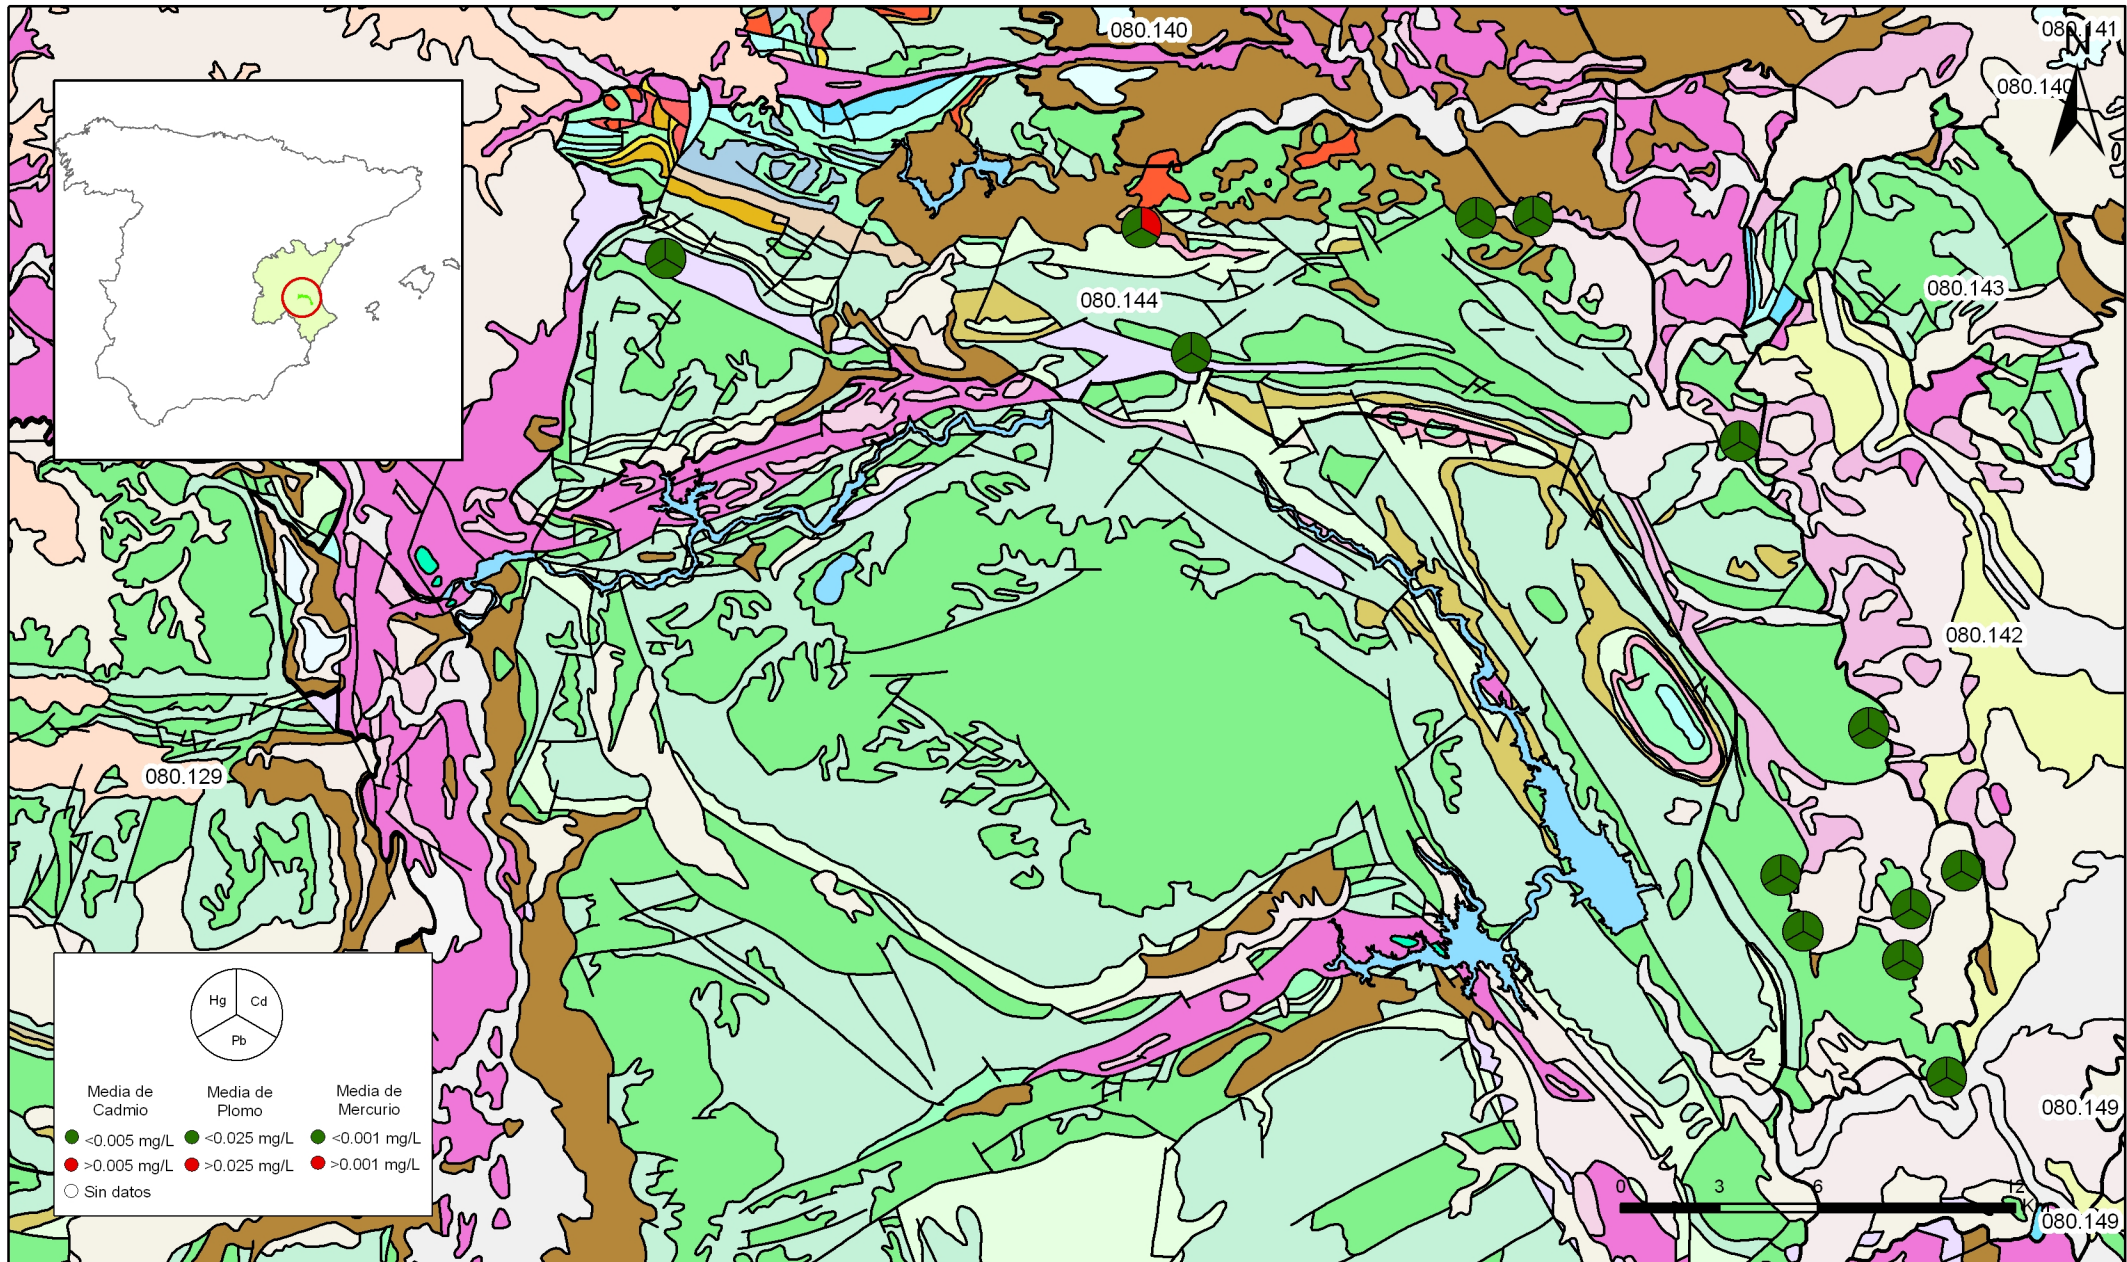 080.140
080.141
N
080.140
080.143
080.144
080.142
080.129
Hg
Cd
Pb
Media de
Cadmio
Media de
Plomo
Media de
Mercurio
<0.005 mg/L
<0.025 mg/L
<0.001 mg/L
>0.005 mg/L
>0.025 mg/L
>0.001 mg/L
Sin datos
080.149
0
3
6
12
080.149